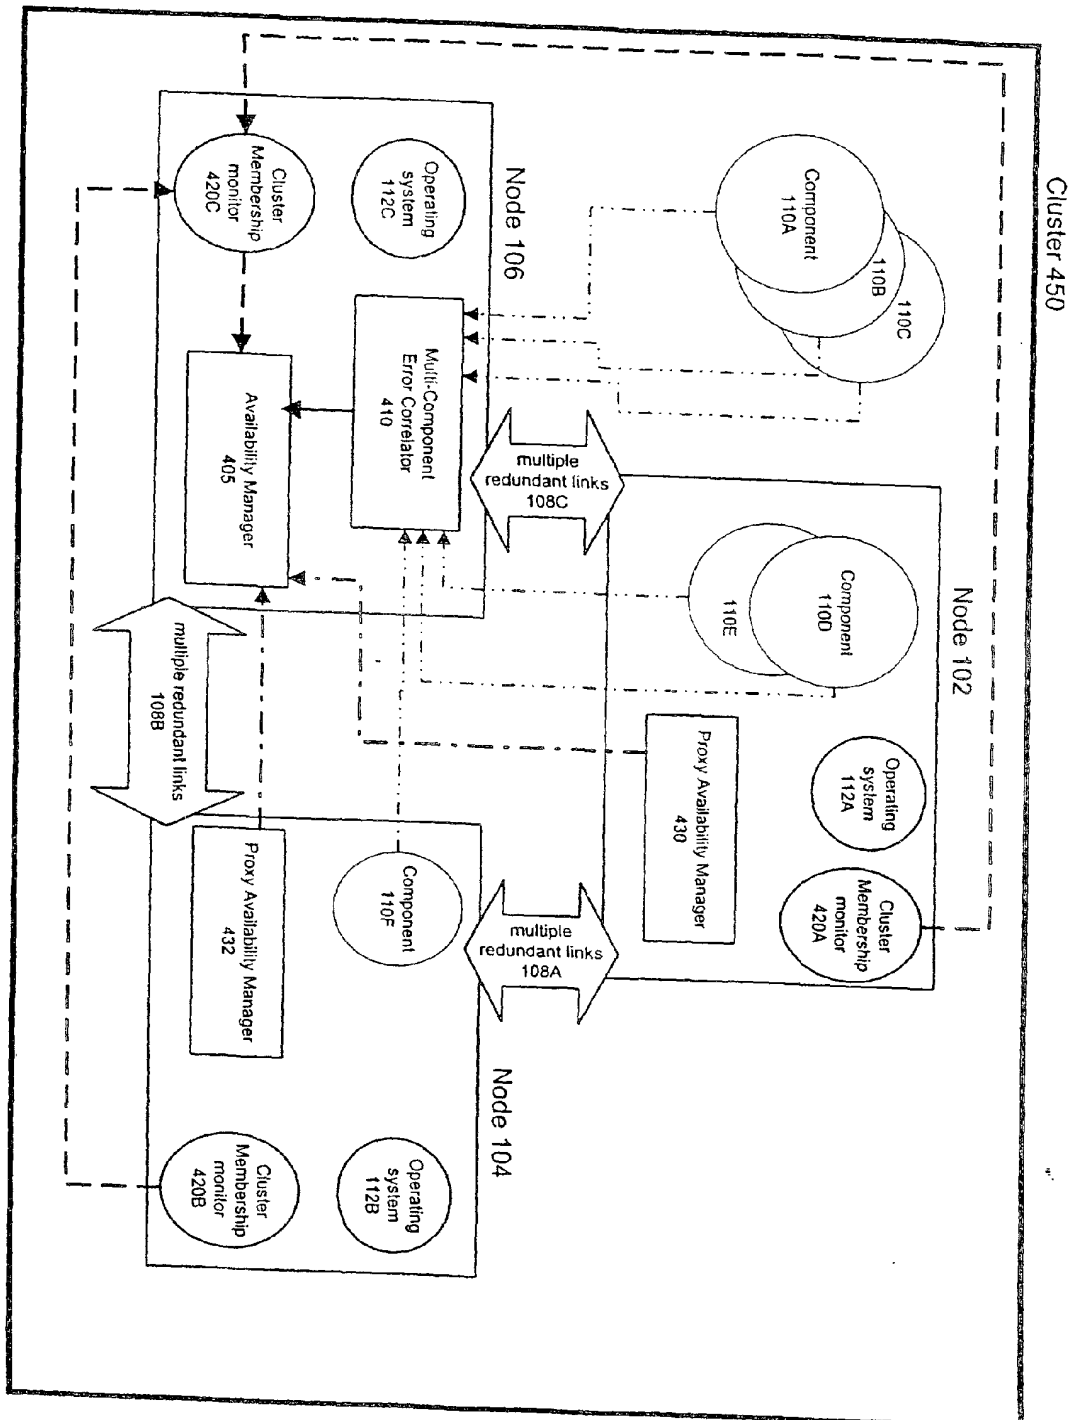 Cluster 450
Node 102
Component
110A
110B
110C
Component
110D
110E
Operating
system
112A
Cluster
Membership
monitor
420A
Proxy Availability Manager
430
multiple
redundant links
108C
multiple
redundant links
108A
Node 106
Operating
system
112C
Cluster
Membership
monitor
420C
Multi-Component
Error Correlator
410
Availability Manager
405
multiple redundant links
108B
Node 104
Component
110F
Proxy Availability Manager
432
Operating
system
112B
Cluster
Membership
monitor
420B